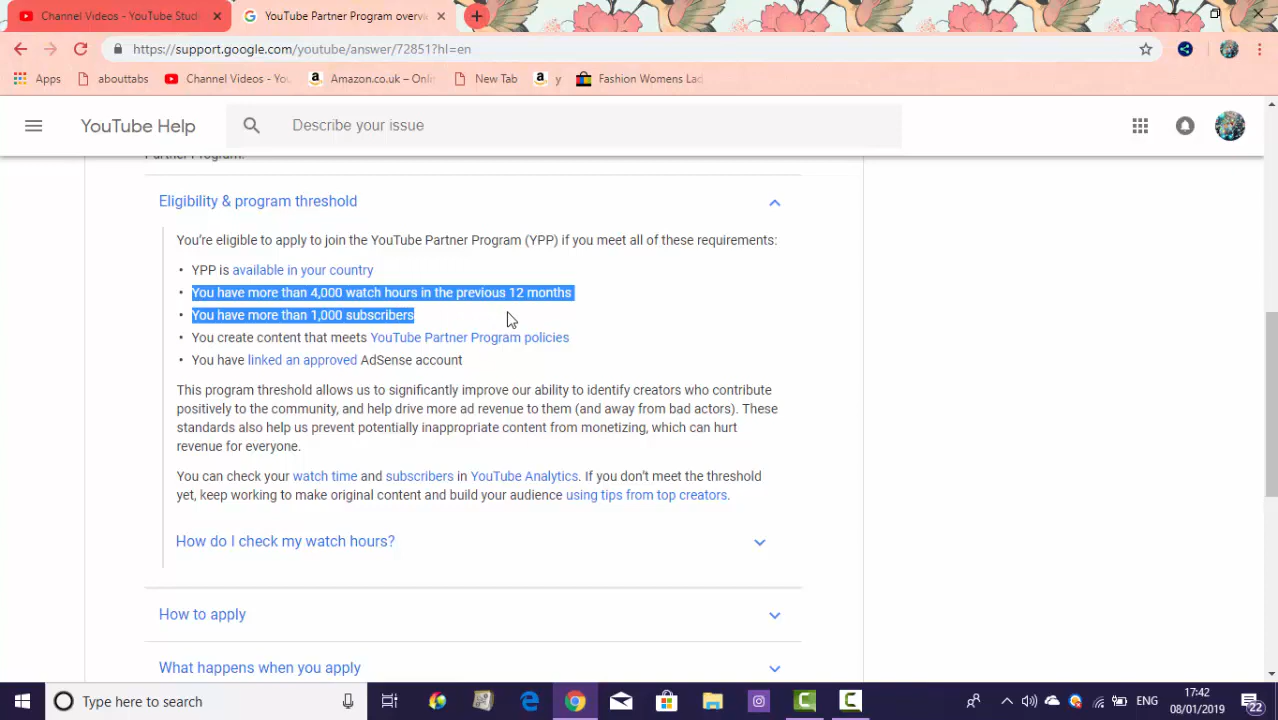 Channel Videos - YouTube Stud
YouTube Partner Program overvi
https://support.google.com/youtube/answer/72851?hl=en
Apps
abouttabs
Channel Videos - You
Amazon.co.uk – Onli
New Tab
y
Fashion Womens Lad
YouTube Help
Describe your issue
Partner Program.
Eligibility & program threshold
You're eligible to apply to join the YouTube Partner Program (YPP) if you meet all of these requirements:
• YPP is available in your country
• You have more than 4,000 watch hours in the previous 12 months
• You have more than 1,000 subscribers
• You create content that meets YouTube Partner Program policies
• You have linked an approved AdSense account
This program threshold allows us to significantly improve our ability to identify creators who contribute
positively to the community, and help drive more ad revenue to them (and away from bad actors). These
standards also help us prevent potentially inappropriate content from monetizing, which can hurt
revenue for everyone.
You can check your watch time and subscribers in YouTube Analytics. If you don't meet the threshold
yet, keep working to make original content and build your audience using tips from top creators.
How do I check my watch hours?
How to apply
What happens when you apply
Type here to search
ENG
17:42
08/01/2019
22